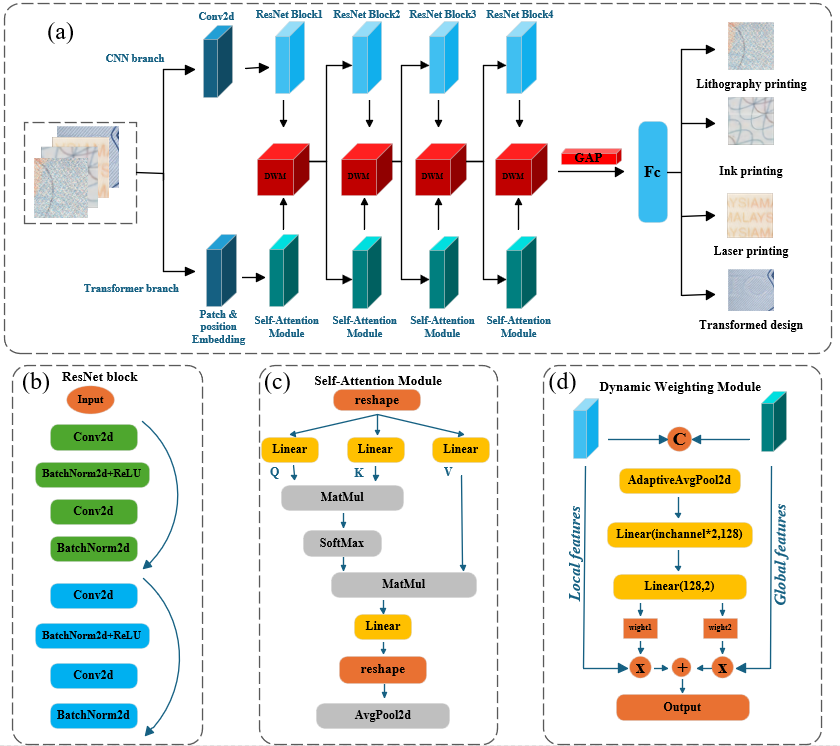 (a)
Conv2d
ResNet Block1
ResNet Block2
ResNet Block3
ResNet Block4
CNN branch
Lithography printing
DWM
DWM
DWM
DWM
GAP
Fc
Ink printing
YSIAM
MALAYS
YSIAMA
Laser printing
Transformer branch
Patch &
position
Embedding
Self-Attention
Module
Self-Attention
Module
Self-Attention
Module
Self-Attention
Module
Transformed design
(b)
ResNet block
Input
Conv2d
BatchNorm2d+ReLU
Conv2d
BatchNorm2d
Conv2d
BatchNorm2d+ReLU
Conv2d
BatchNorm2d
(c)
Self-Attention Module
reshape
Linear
Linear
Linear
Q
K
V
MatMul
SoftMax
MatMul
Linear
reshape
AvgPool2d
(d)
Dynamic Weighting Module
C
AdaptiveAvgPool2d
Linear(inchannel*2,128)
Linear(128,2)
Local features
Global features
wight1
wight2
x
+
x
Output